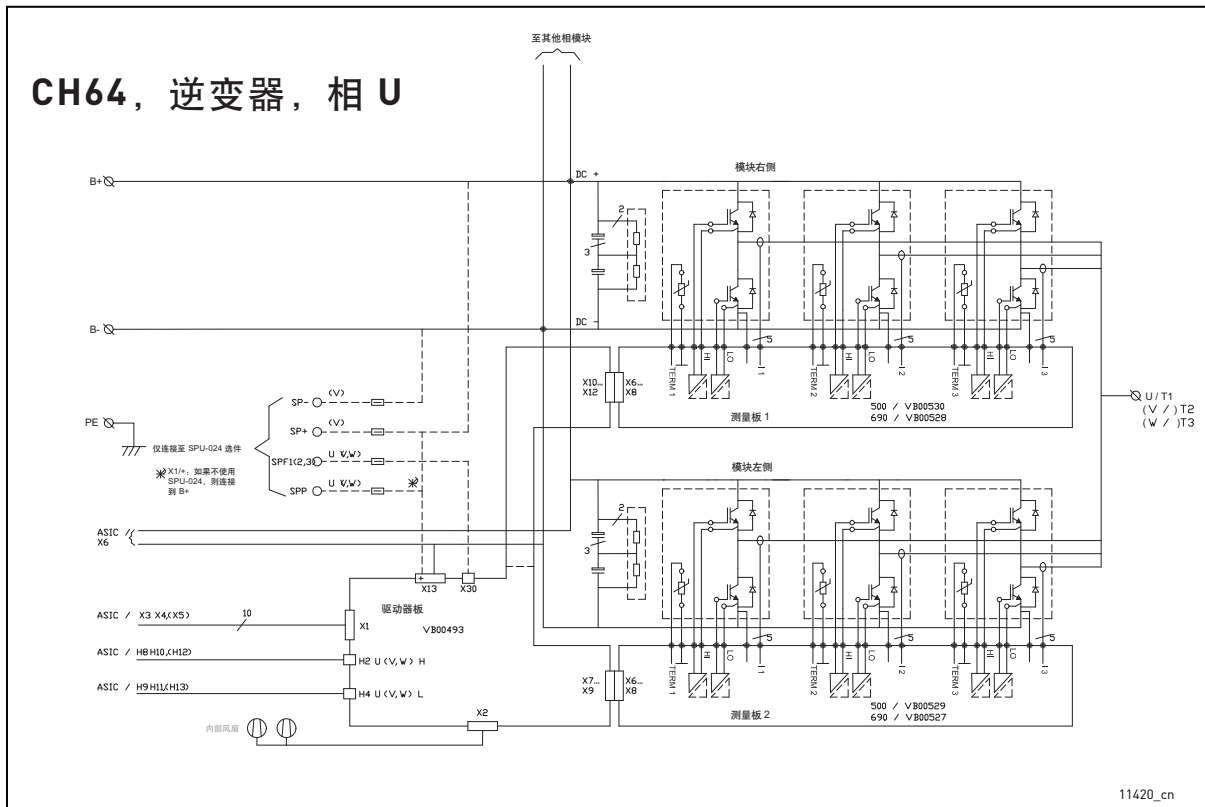 至其他相模块
CH64，逆变器，相 U
模块右侧
B+
DC +
2
3
B-
DC -
5
5
5
TERM 1
HI
LO
I 1
TERM 2
HI
LO
I 2
TERM 3
HI
LO
I 3
X10...
X12
X6...
X8
测量板 1
500 / VB00530
690 / VB00528
U / T1
(V / )T2
(W / )T3
SP- (V)
SP+ (V)
SPF1(2,3) U (V,W)
SPP U (V,W)
PE
仅连接至 SPU-024 选件
X1/+：如果不使用
SPU-024，则连接
到 B+
模块左侧
2
3
ASIC /
X6
+
X13
X30
驱动器板
VB00493
ASIC / X3 X4,(X5)
10
X1
ASIC / H8 H10,(H12)
H2 U (V,W) H
ASIC / H9 H11,(H13)
H4 U (V,W) L
5
5
5
TERM 1
HI
LO
I 1
TERM 2
HI
LO
I 2
TERM 3
HI
LO
I 3
X7...
X9
X6...
X8
测量板 2
500 / VB00529
690 / VB00527
X2
内部风扇
11420_cn